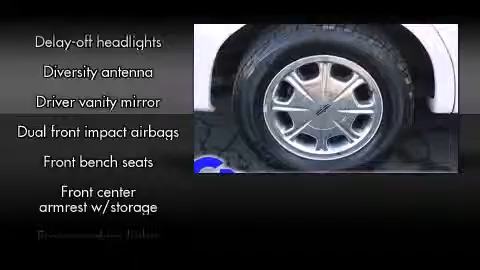 Delay-off headlights
Diversity antenna
Driver vanity mirror
Dual front impact airbags
Front bench seats
Front center
armrest w/storage